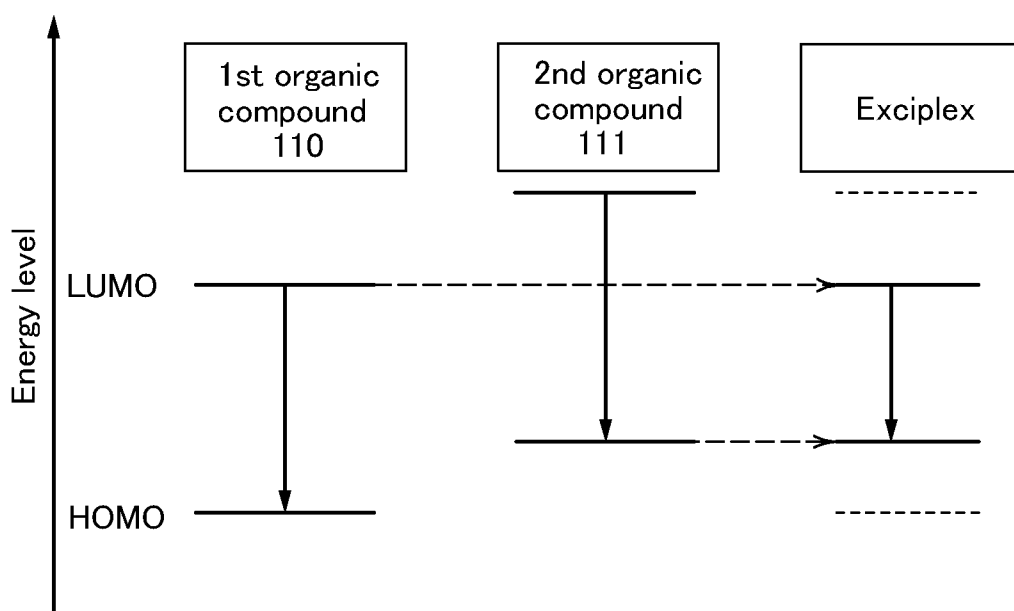 1st organic
compound
110
2nd organic
compound
111
Exciplex
Energy level
LUMO
HOMO